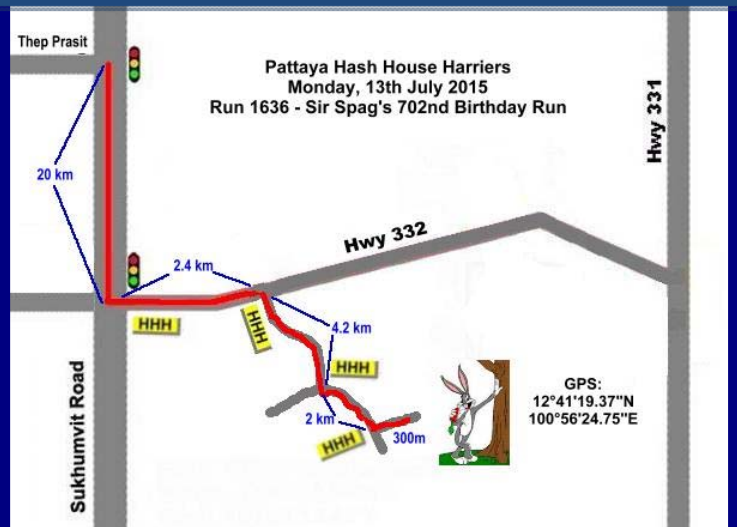 Thep Prasit
Pattaya Hash House Harriers
Monday, 13th July 2015
Run 1636 - Sir Spag's 702nd Birthday Run
Hwy 331
20 km
Hwy 332
2.4 km
HHH
HHH
4.2 km
HHH
2 km
HHH
300m
GPS:
12°41'19.37"N
100°56'24.75"E
Sukhumvit Road